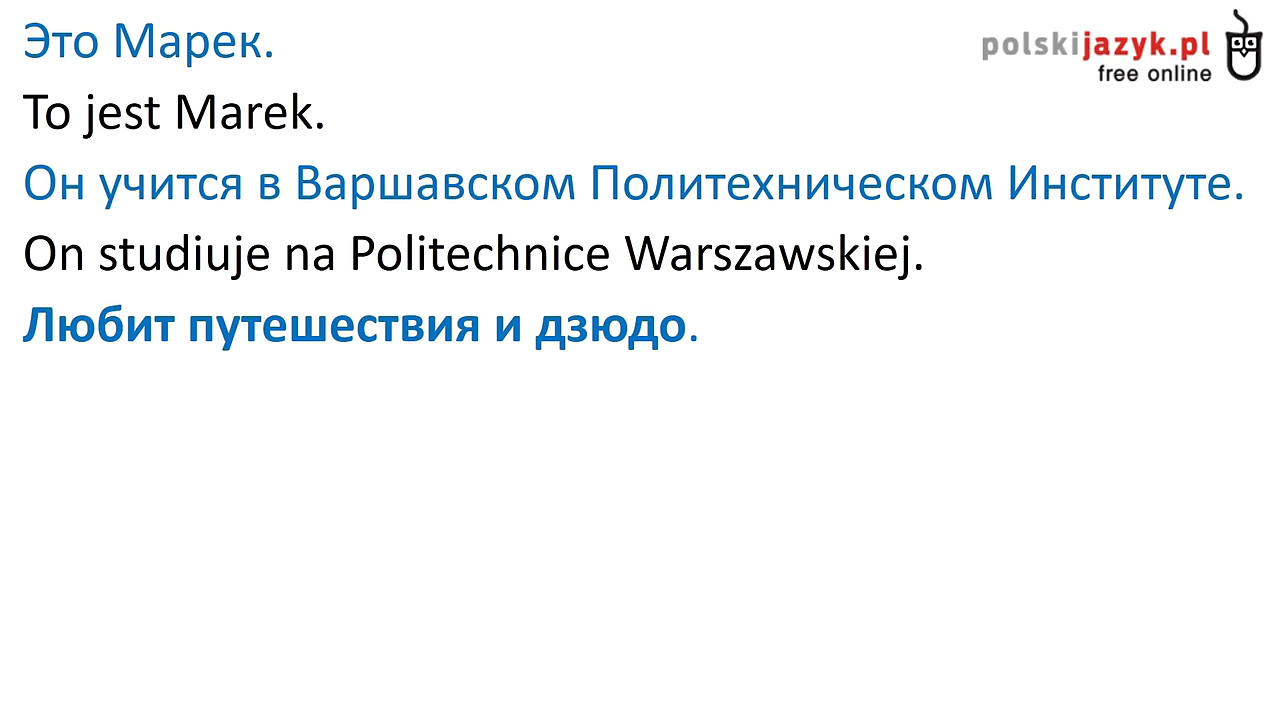 Это Марек.
polskijazyk.pl
free online
To jest Marek.
Он учится в Варшавском Политехническом Институте.
On studiuje na Politechnice Warszawskiej.
Любит путешествия и дзюдо.